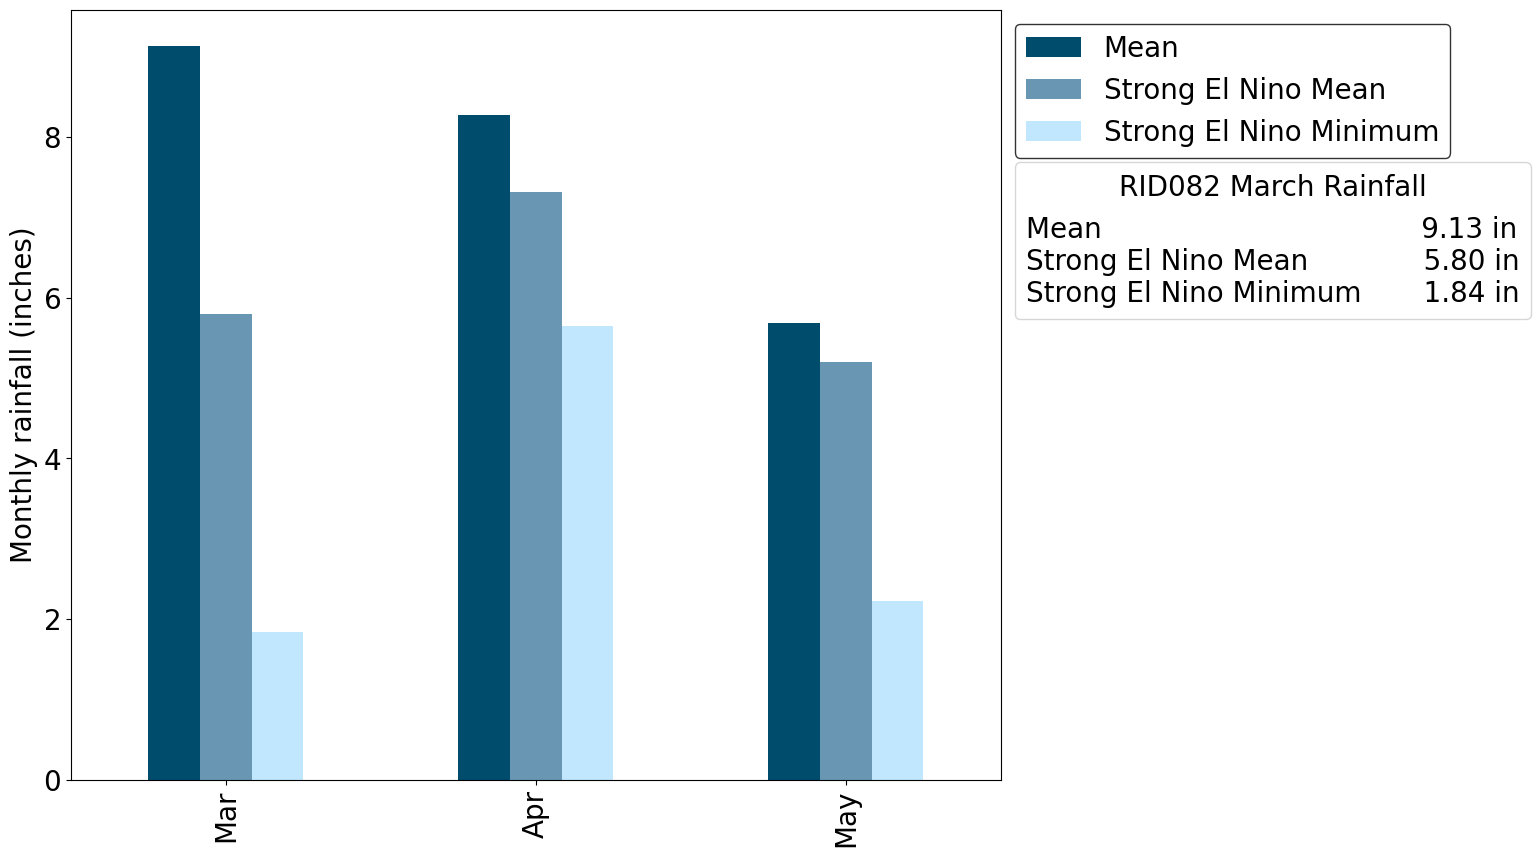 Monthly rainfall (inches)
8
6
4
2
0
Mar
Apr
May
Mean
Strong El Nino Mean
Strong El Nino Minimum
RID082 March Rainfall
Mean 9.13 in
Strong El Nino Mean 5.80 in
Strong El Nino Minimum 1.84 in